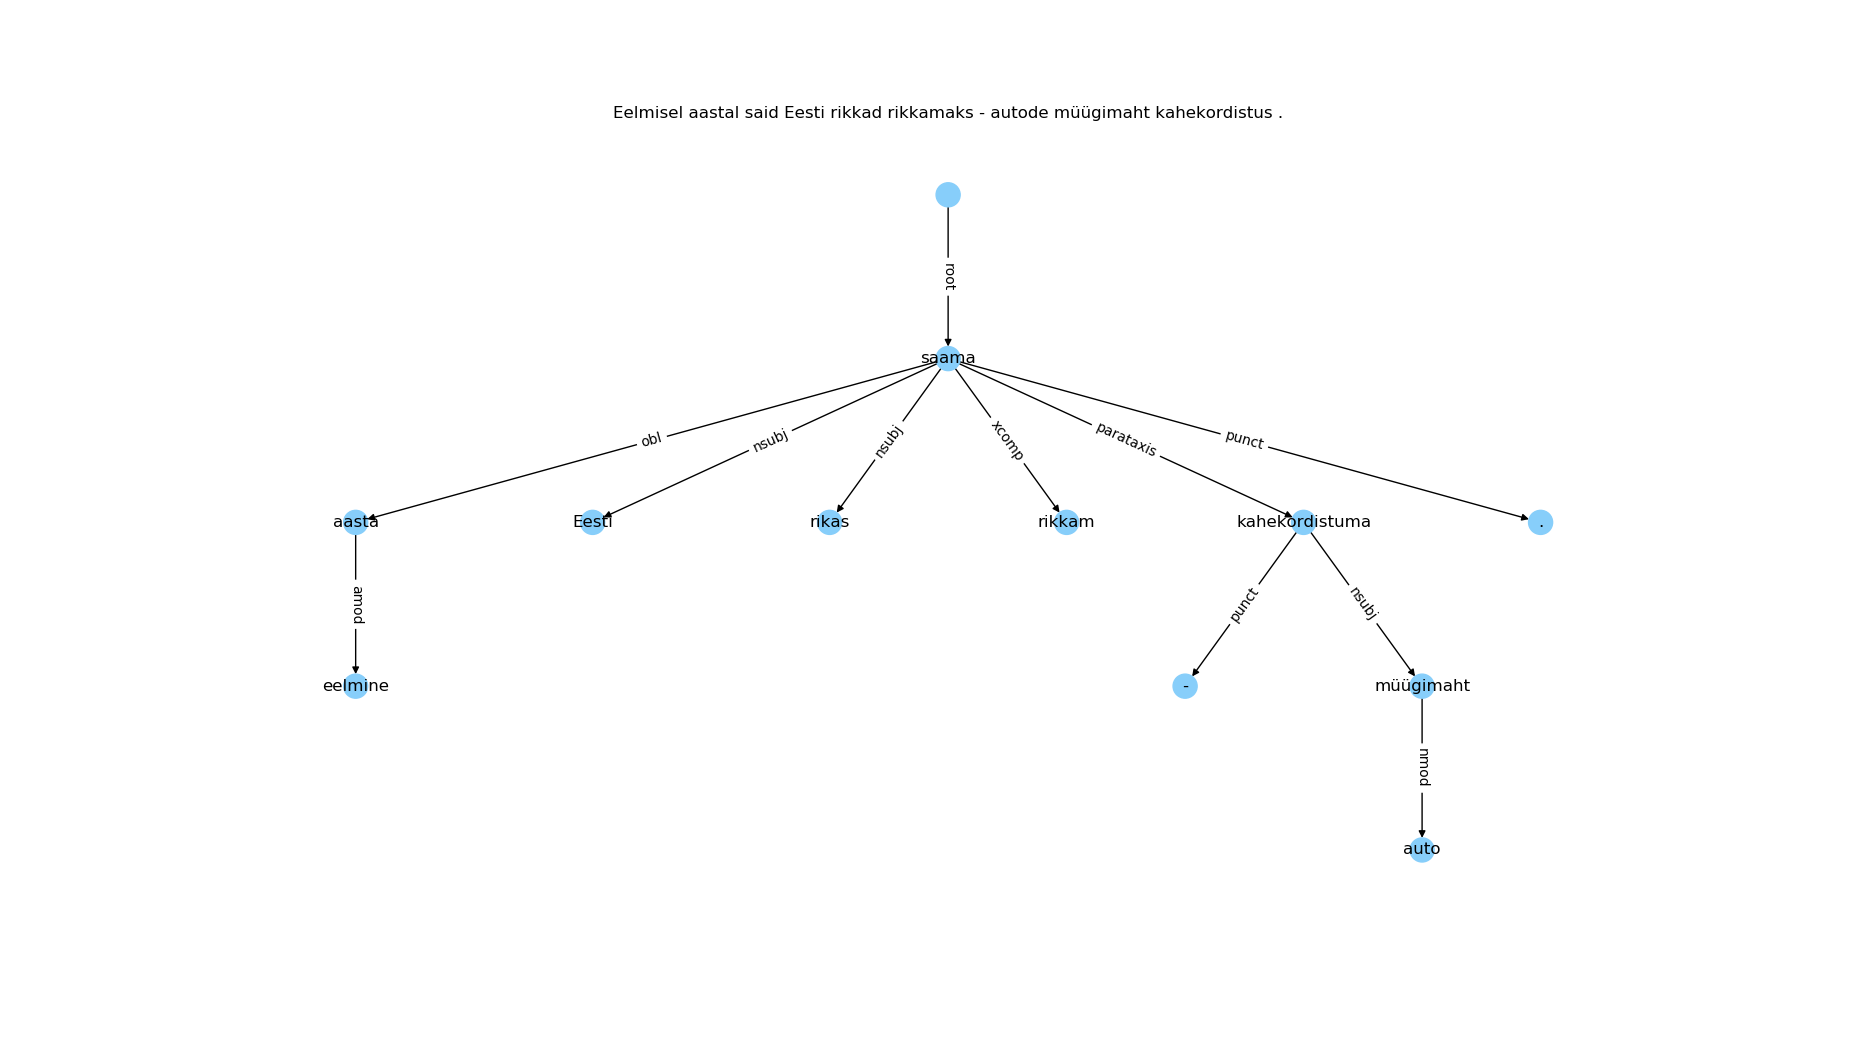 Eelmisel aastal said Eesti rikkad rikkamaks - autode müügimaht kahekordistus .
root
saama
obl
nsubj
nsubj
xcomp
parataxis
punct
aasta
Eesti
rikas
rikkam
kahekordistuma
.
amod
punct
nsubj
eelmine
-
müügimaht
nmod
auto